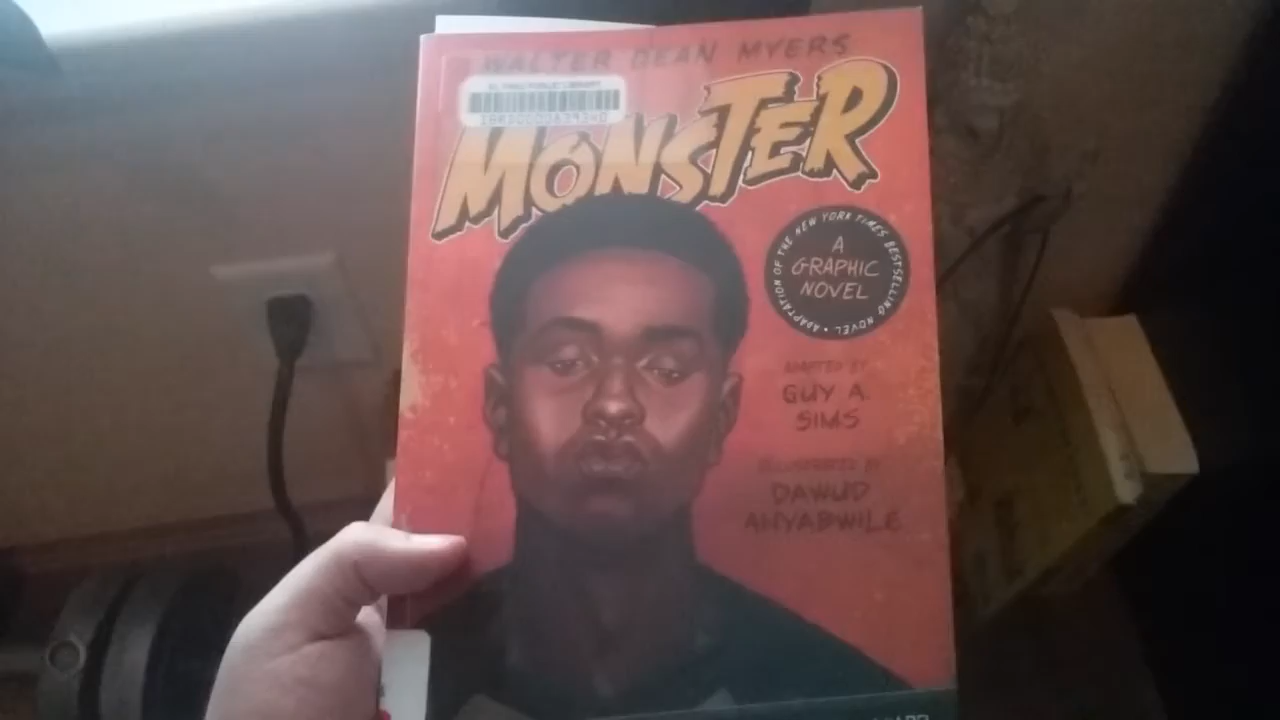 WALTER DEAN MYERS
MONSTER
ADAPTATION OF THE NEW YORK TIMES BESTSELLING NOVEL •
A
GRAPHIC
NOVEL
ADAPTED BY
GUY A.
SIMS
ILLUSTRATED BY
DAWUD
ANYABWILE